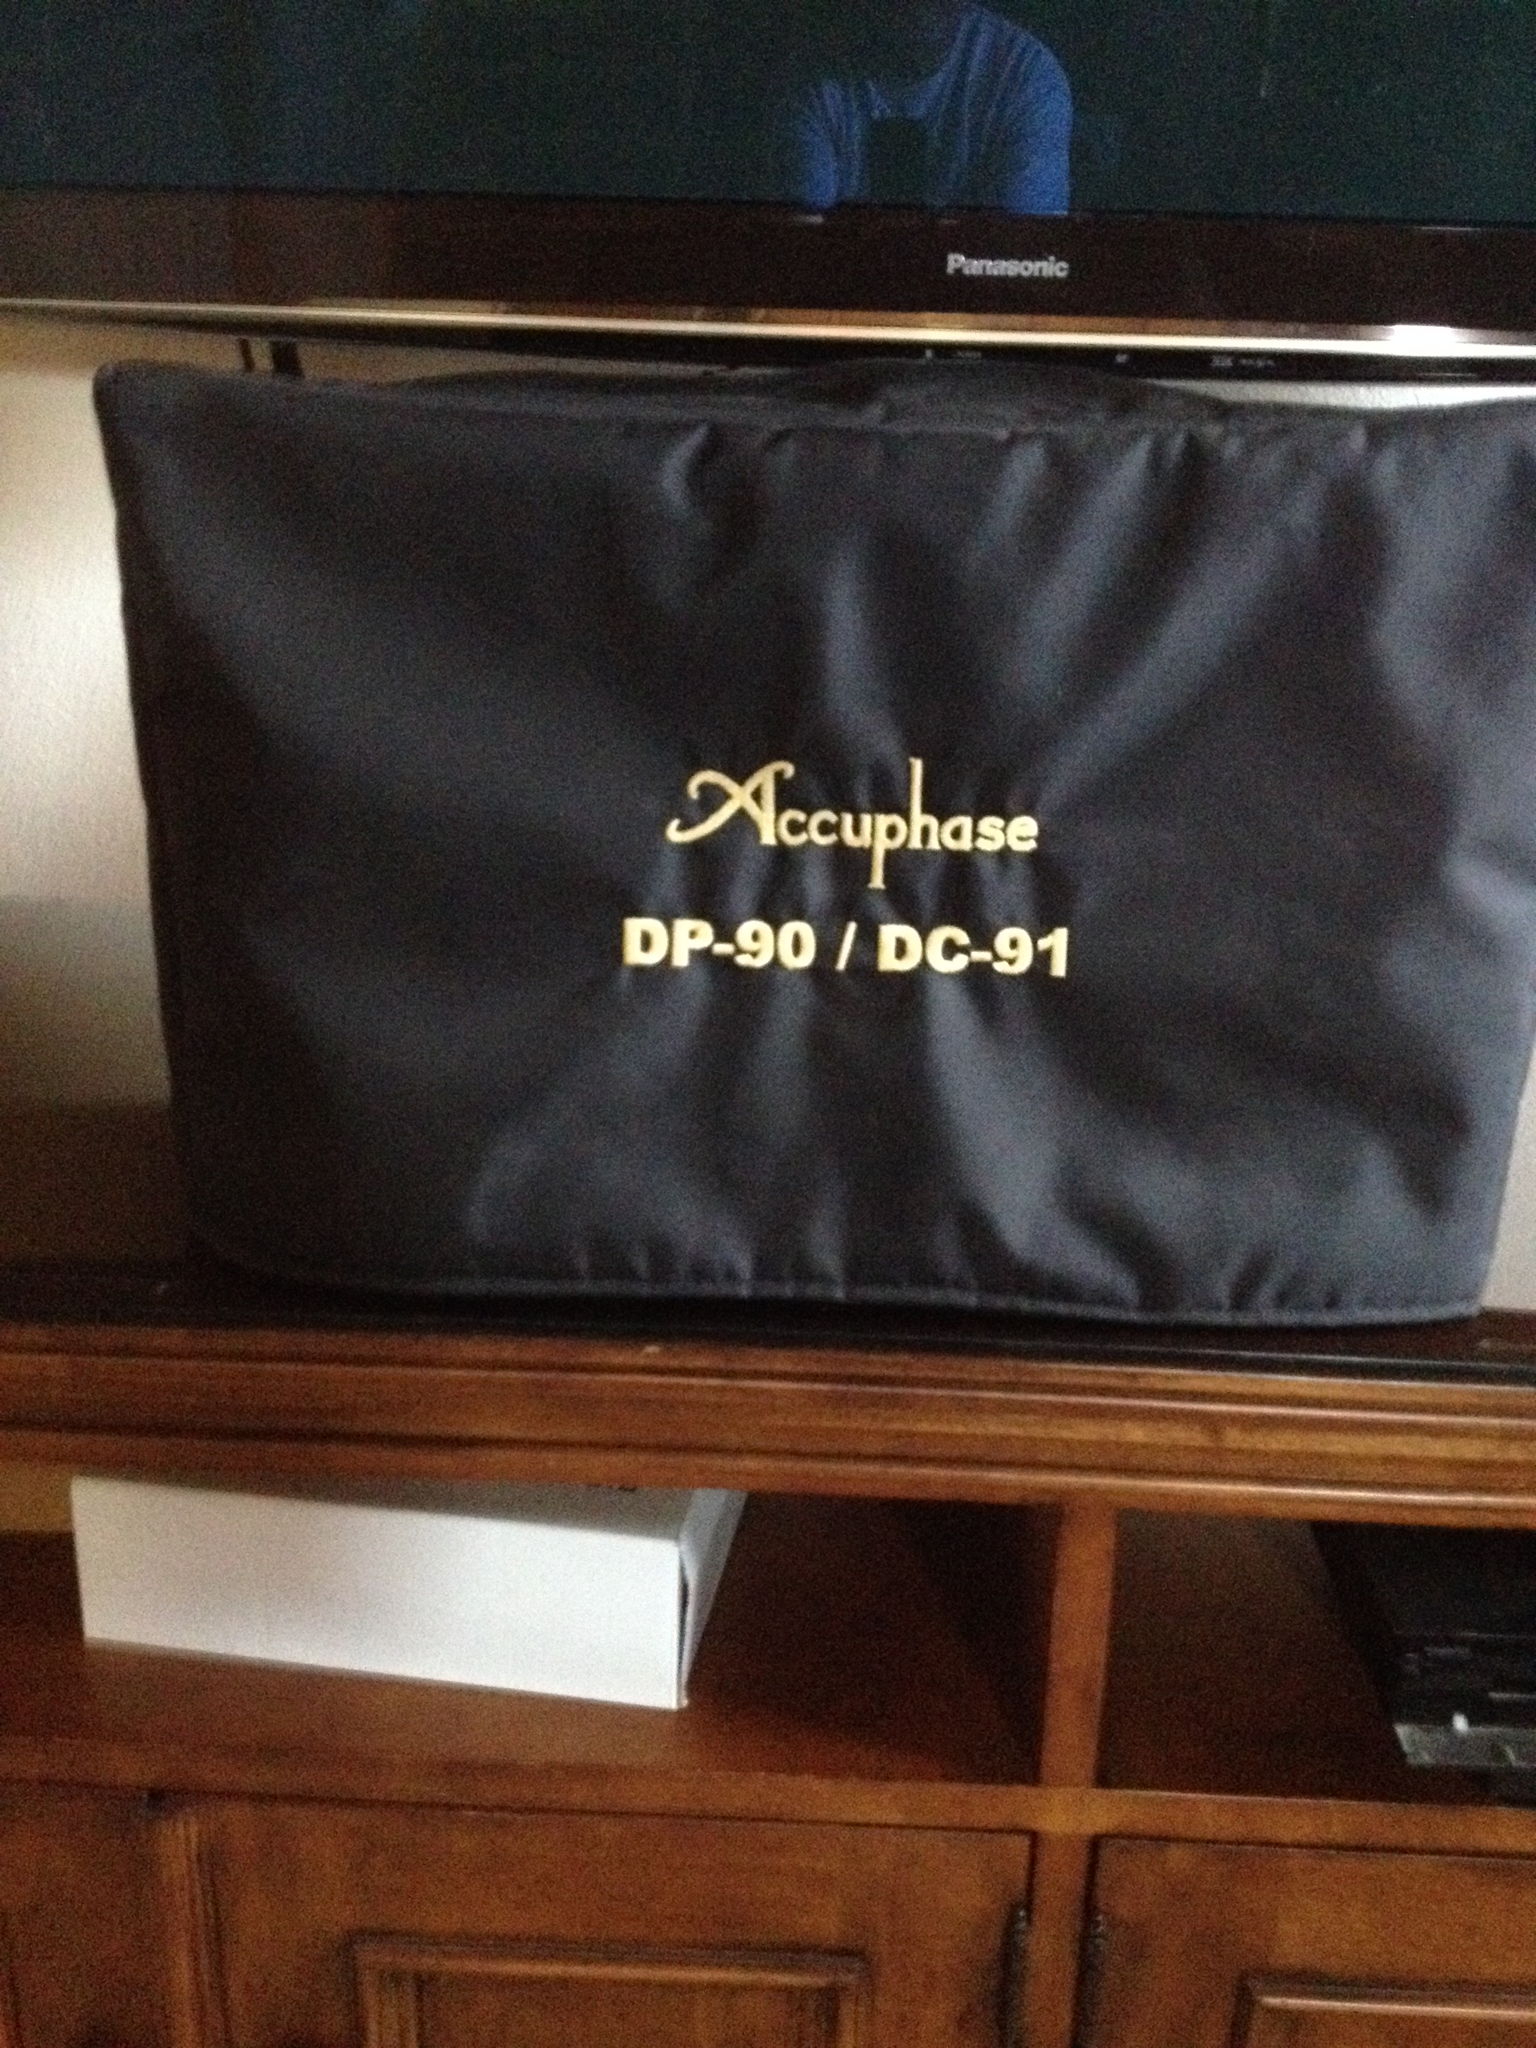 Panasonic
Accuphase
DP-90 / DC-91